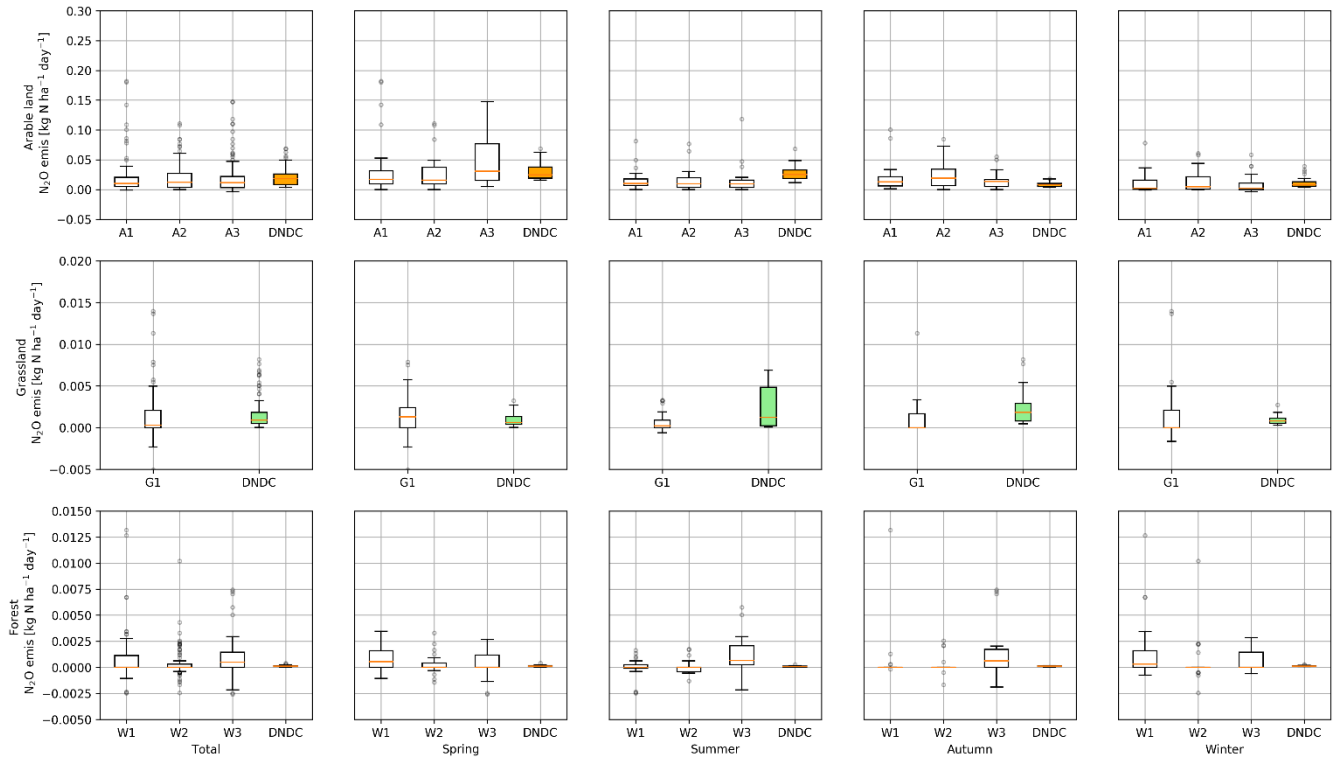 Arable land
N₂O emis [kg N ha⁻¹ day⁻¹]
0.30
0.25
0.20
0.15
0.10
0.05
0.00
−0.05
A1 A2 A3 DNDC
A1 A2 A3 DNDC
A1 A2 A3 DNDC
A1 A2 A3 DNDC
A1 A2 A3 DNDC
Grassland
N₂O emis [kg N ha⁻¹ day⁻¹]
0.020
0.015
0.010
0.005
0.000
−0.005
G1 DNDC
G1 DNDC
G1 DNDC
G1 DNDC
G1 DNDC
Forest
N₂O emis [kg N ha⁻¹ day⁻¹]
0.0150
0.0125
0.0100
0.0075
0.0050
0.0025
0.0000
−0.0025
−0.0050
W1 W2 W3 DNDC
Total
W1 W2 W3 DNDC
Spring
W1 W2 W3 DNDC
Summer
W1 W2 W3 DNDC
Autumn
W1 W2 W3 DNDC
Winter